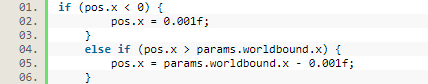 01. if (pos.x < 0) {
02. pos.x = 0.001f;
03. }
04. else if (pos.x > params.worldbound.x) {
05. pos.x = params.worldbound.x - 0.001f;
06. }